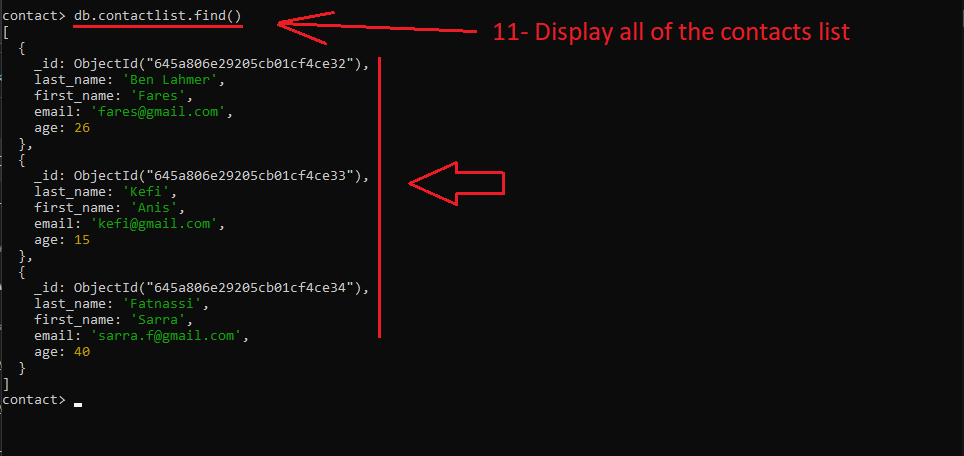 contact> db.contactlist.find()
11- Display all of the contacts list
[
  {
    _id: ObjectId("645a806e29205cb01cf4ce32"),
    last_name: 'Ben Lahmer',
    first_name: 'Fares',
    email: 'fares@gmail.com',
    age: 26
  },
  {
    _id: ObjectId("645a806e29205cb01cf4ce33"),
    last_name: 'Kefi',
    first_name: 'Anis',
    email: 'kefi@gmail.com',
    age: 15
  },
  {
    _id: ObjectId("645a806e29205cb01cf4ce34"),
    last_name: 'Fatnassi',
    first_name: 'Sarra',
    email: 'sarra.f@gmail.com',
    age: 40
  }
]
contact> _